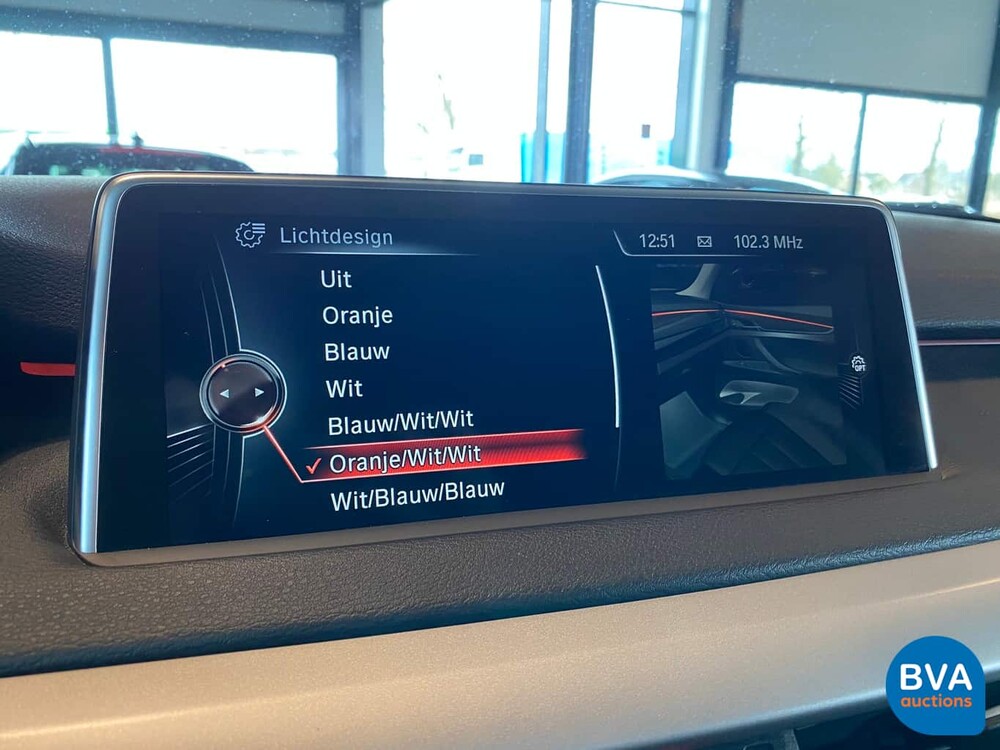 Lichtdesign
12:51 102.3 MHz
Uit
Oranje
Blauw
Wit
Blauw/Wit/Wit
Oranje/Wit/Wit
Wit/Blauw/Blauw
OPT
BVA
auctions